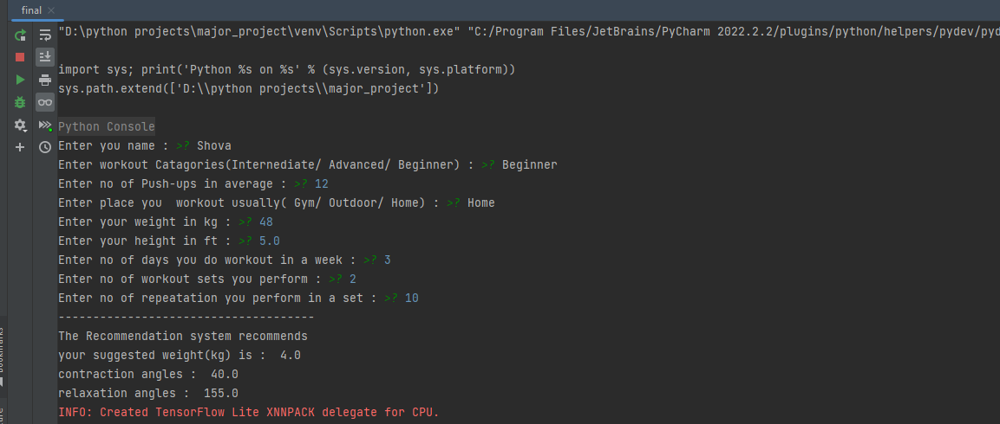 final
"D:\python projects\major_project\venv\Scripts\python.exe" "C:/Program Files/JetBrains/PyCharm 2022.2.2/plugins/python/helpers/pydev/pyd
import sys; print('Python %s on %s' % (sys.version, sys.platform))
sys.path.extend(['D:\\python projects\\major_project'])
Python Console
Enter you name : >? Shova
Enter workout Catagories(Internediate/ Advanced/ Beginner) : >? Beginner
Enter no of Push-ups in average : >? 12
Enter place you  workout usually( Gym/ Outdoor/ Home) : >? Home
Enter your weight in kg : >? 48
Enter your height in ft : >? 5.0
Enter no of days you do workout in a week : >? 3
Enter no of workout sets you perform : >? 2
Enter no of repeatation you perform in a set : >? 10
-------------------------------------
The Recommendation system recommends
your suggested weight(kg) is :  4.0
contraction angles :  40.0
relaxation angles :  155.0
INFO: Created TensorFlow Lite XNNPACK delegate for CPU.